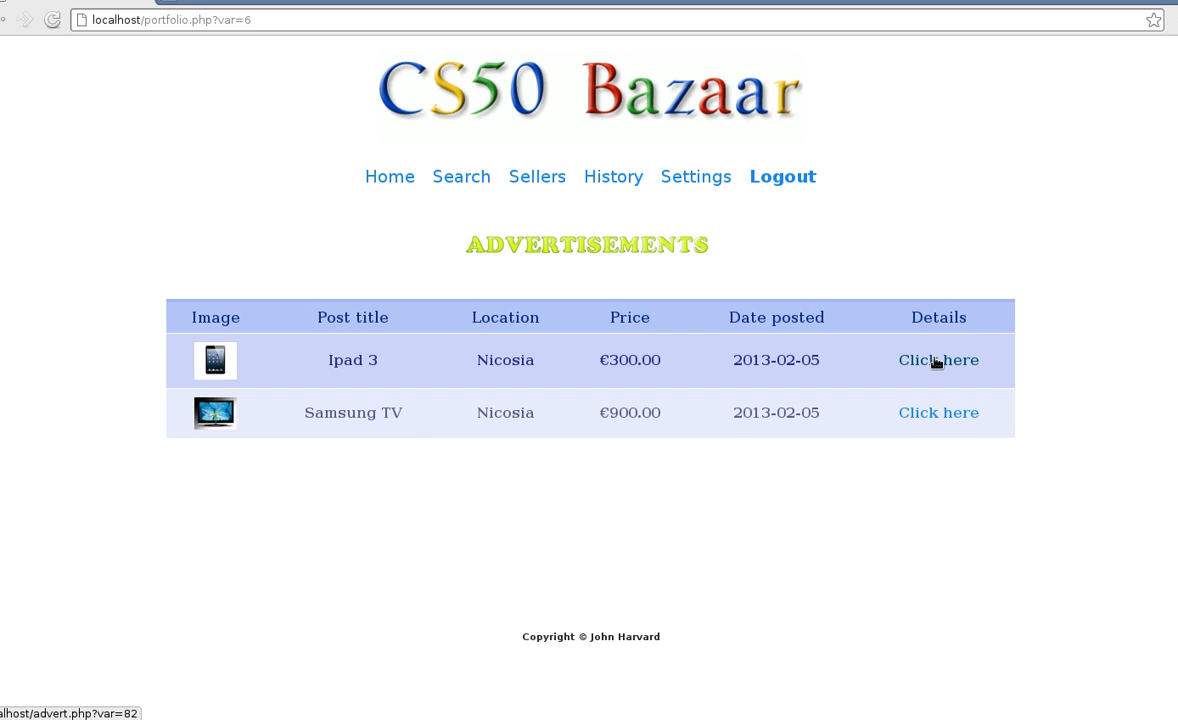 localhost/portfolio.php?var=6
CS50 Bazaar
Home Search Sellers History Settings Logout
ADVERTISEMENTS
Image Post title Location Price Date posted Details
Ipad 3 Nicosia €300.00 2013-02-05 Click here
Samsung TV Nicosia €900.00 2013-02-05 Click here
Copyright © John Harvard
alhost/advert.php?var=82